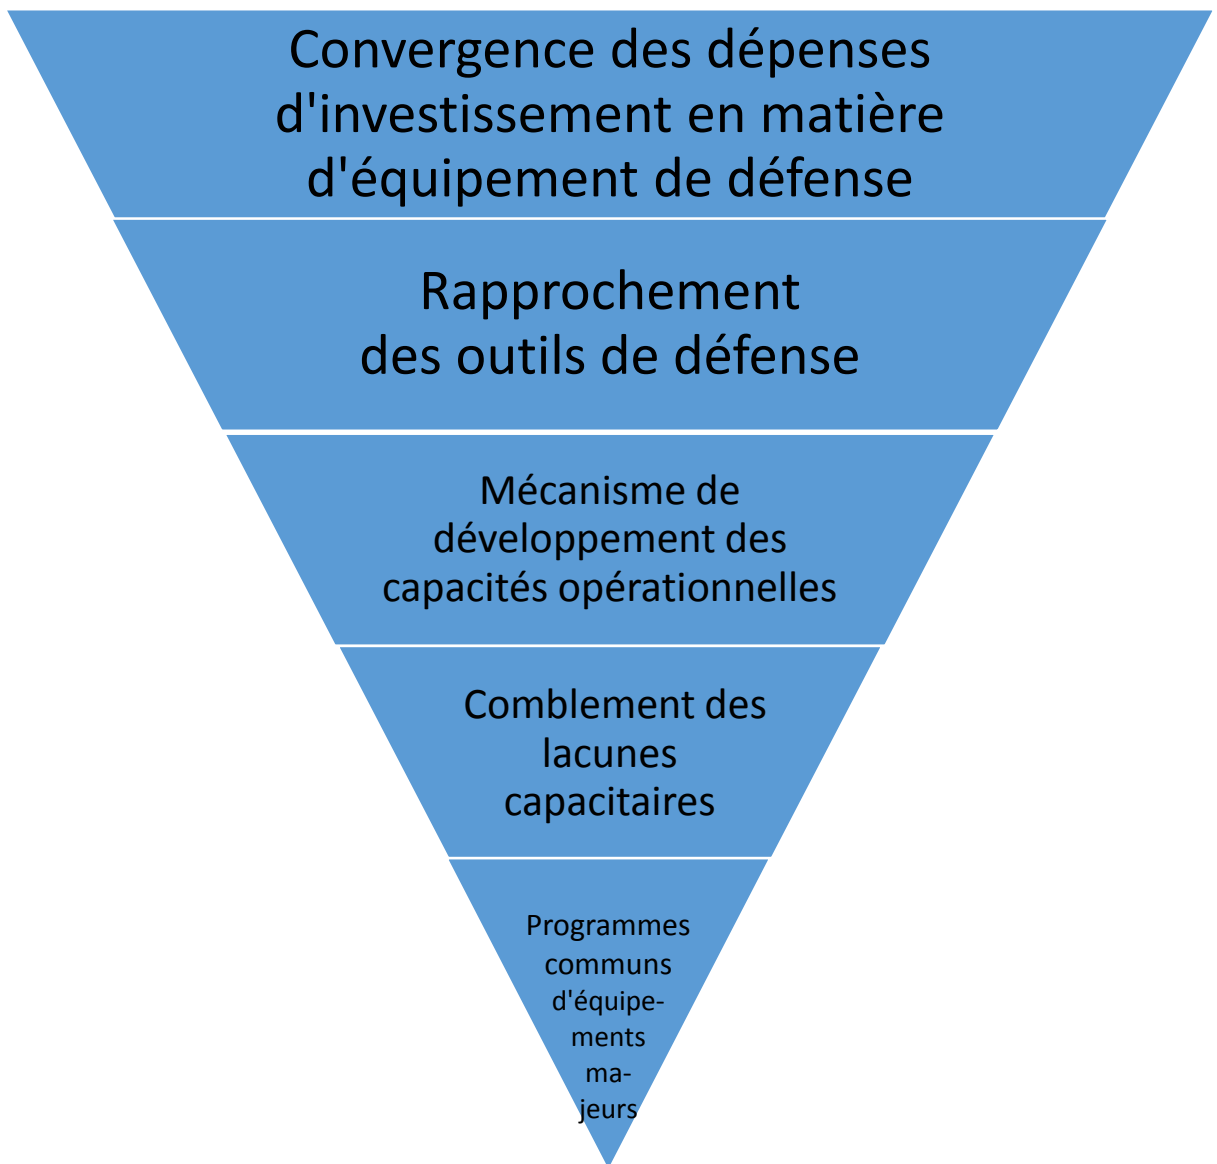 Convergence des dépenses
d'investissement en matière
d'équipement de défense
Rapprochement
des outils de défense
Mécanisme de
développement des
capacités opérationnelles
Comblement des
lacunes
capacitaires
Programmes
communs
d'équipe-
ments
ma-
jeurs